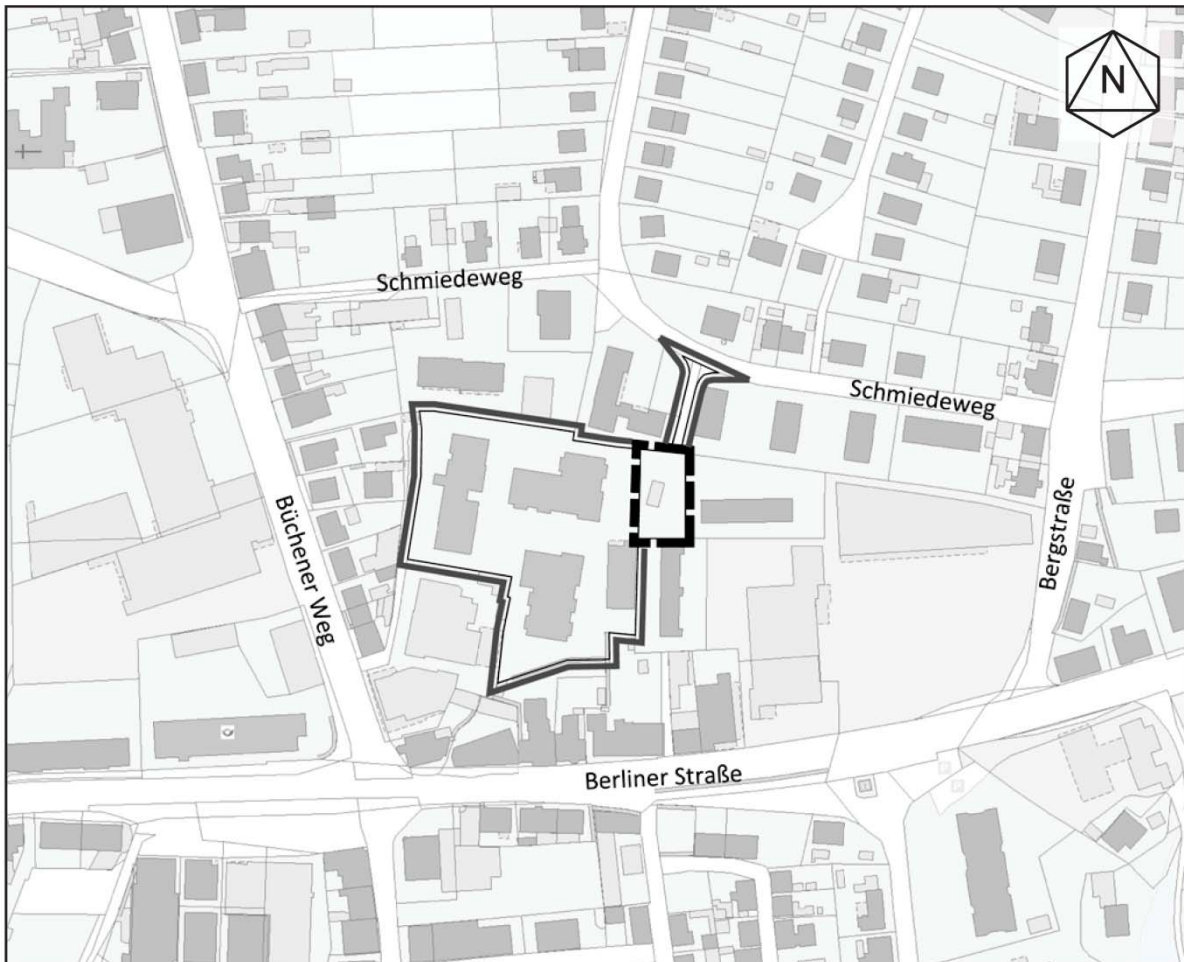 N
Schmiedeweg
Schmiedeweg
Büchener Weg
Bergstraße
Berliner Straße